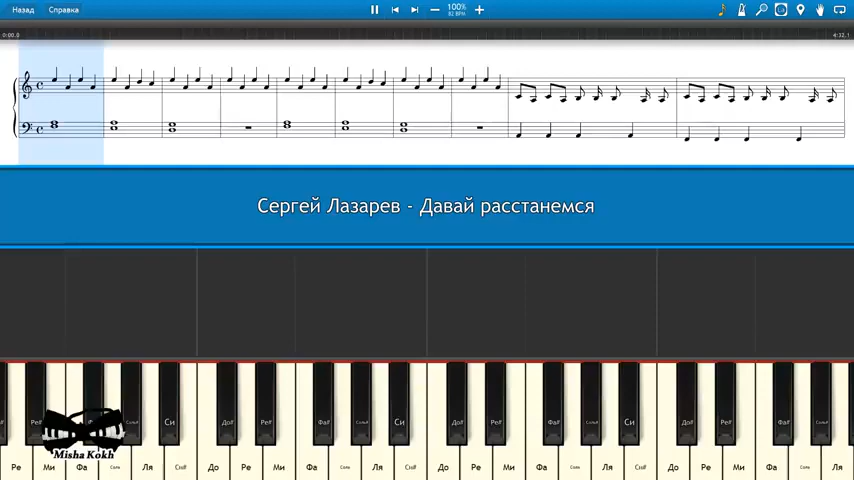 Назад Справка 100% 82 BPM
0:00.0 4:32.1
Сергей Лазарев - Давай расстанемся
Ре# Фа# Соль# Си До# Ре# Фа# Соль# Си До# Ре# Фа# Соль# Си До# Ре# Фа# Соль#
Misha Kokh
Ре Ми Фа Соль Ля Си# До Ре Ми Фа Соль Ля Си# До Ре Ми Фа Соль Ля Си# До Ре Ми Фа Соль Ля